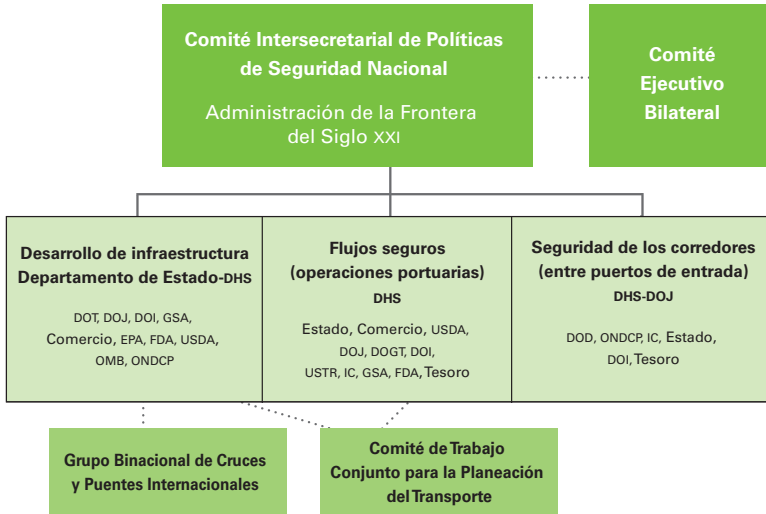 Comité Intersecretarial de Políticas
de Seguridad Nacional
Administración de la Frontera
del Siglo XXI
Comité
Ejecutivo
Bilateral
Desarrollo de infraestructura
Departamento de Estado-DHS
DOT, DOJ, DOI, GSA,
Comercio, EPA, FDA, USDA,
OMB, ONDCP
Flujos seguros
(operaciones portuarias)
DHS
Estado, Comercio, USDA,
DOJ, DOGT, DOI,
USTR, IC, GSA, FDA, Tesoro
Seguridad de los corredores
(entre puertos de entrada)
DHS-DOJ
DOD, ONDCP, IC, Estado,
DOI, Tesoro
Grupo Binacional de Cruces
y Puentes Internacionales
Comité de Trabajo
Conjunto para la Planeación
del Transporte